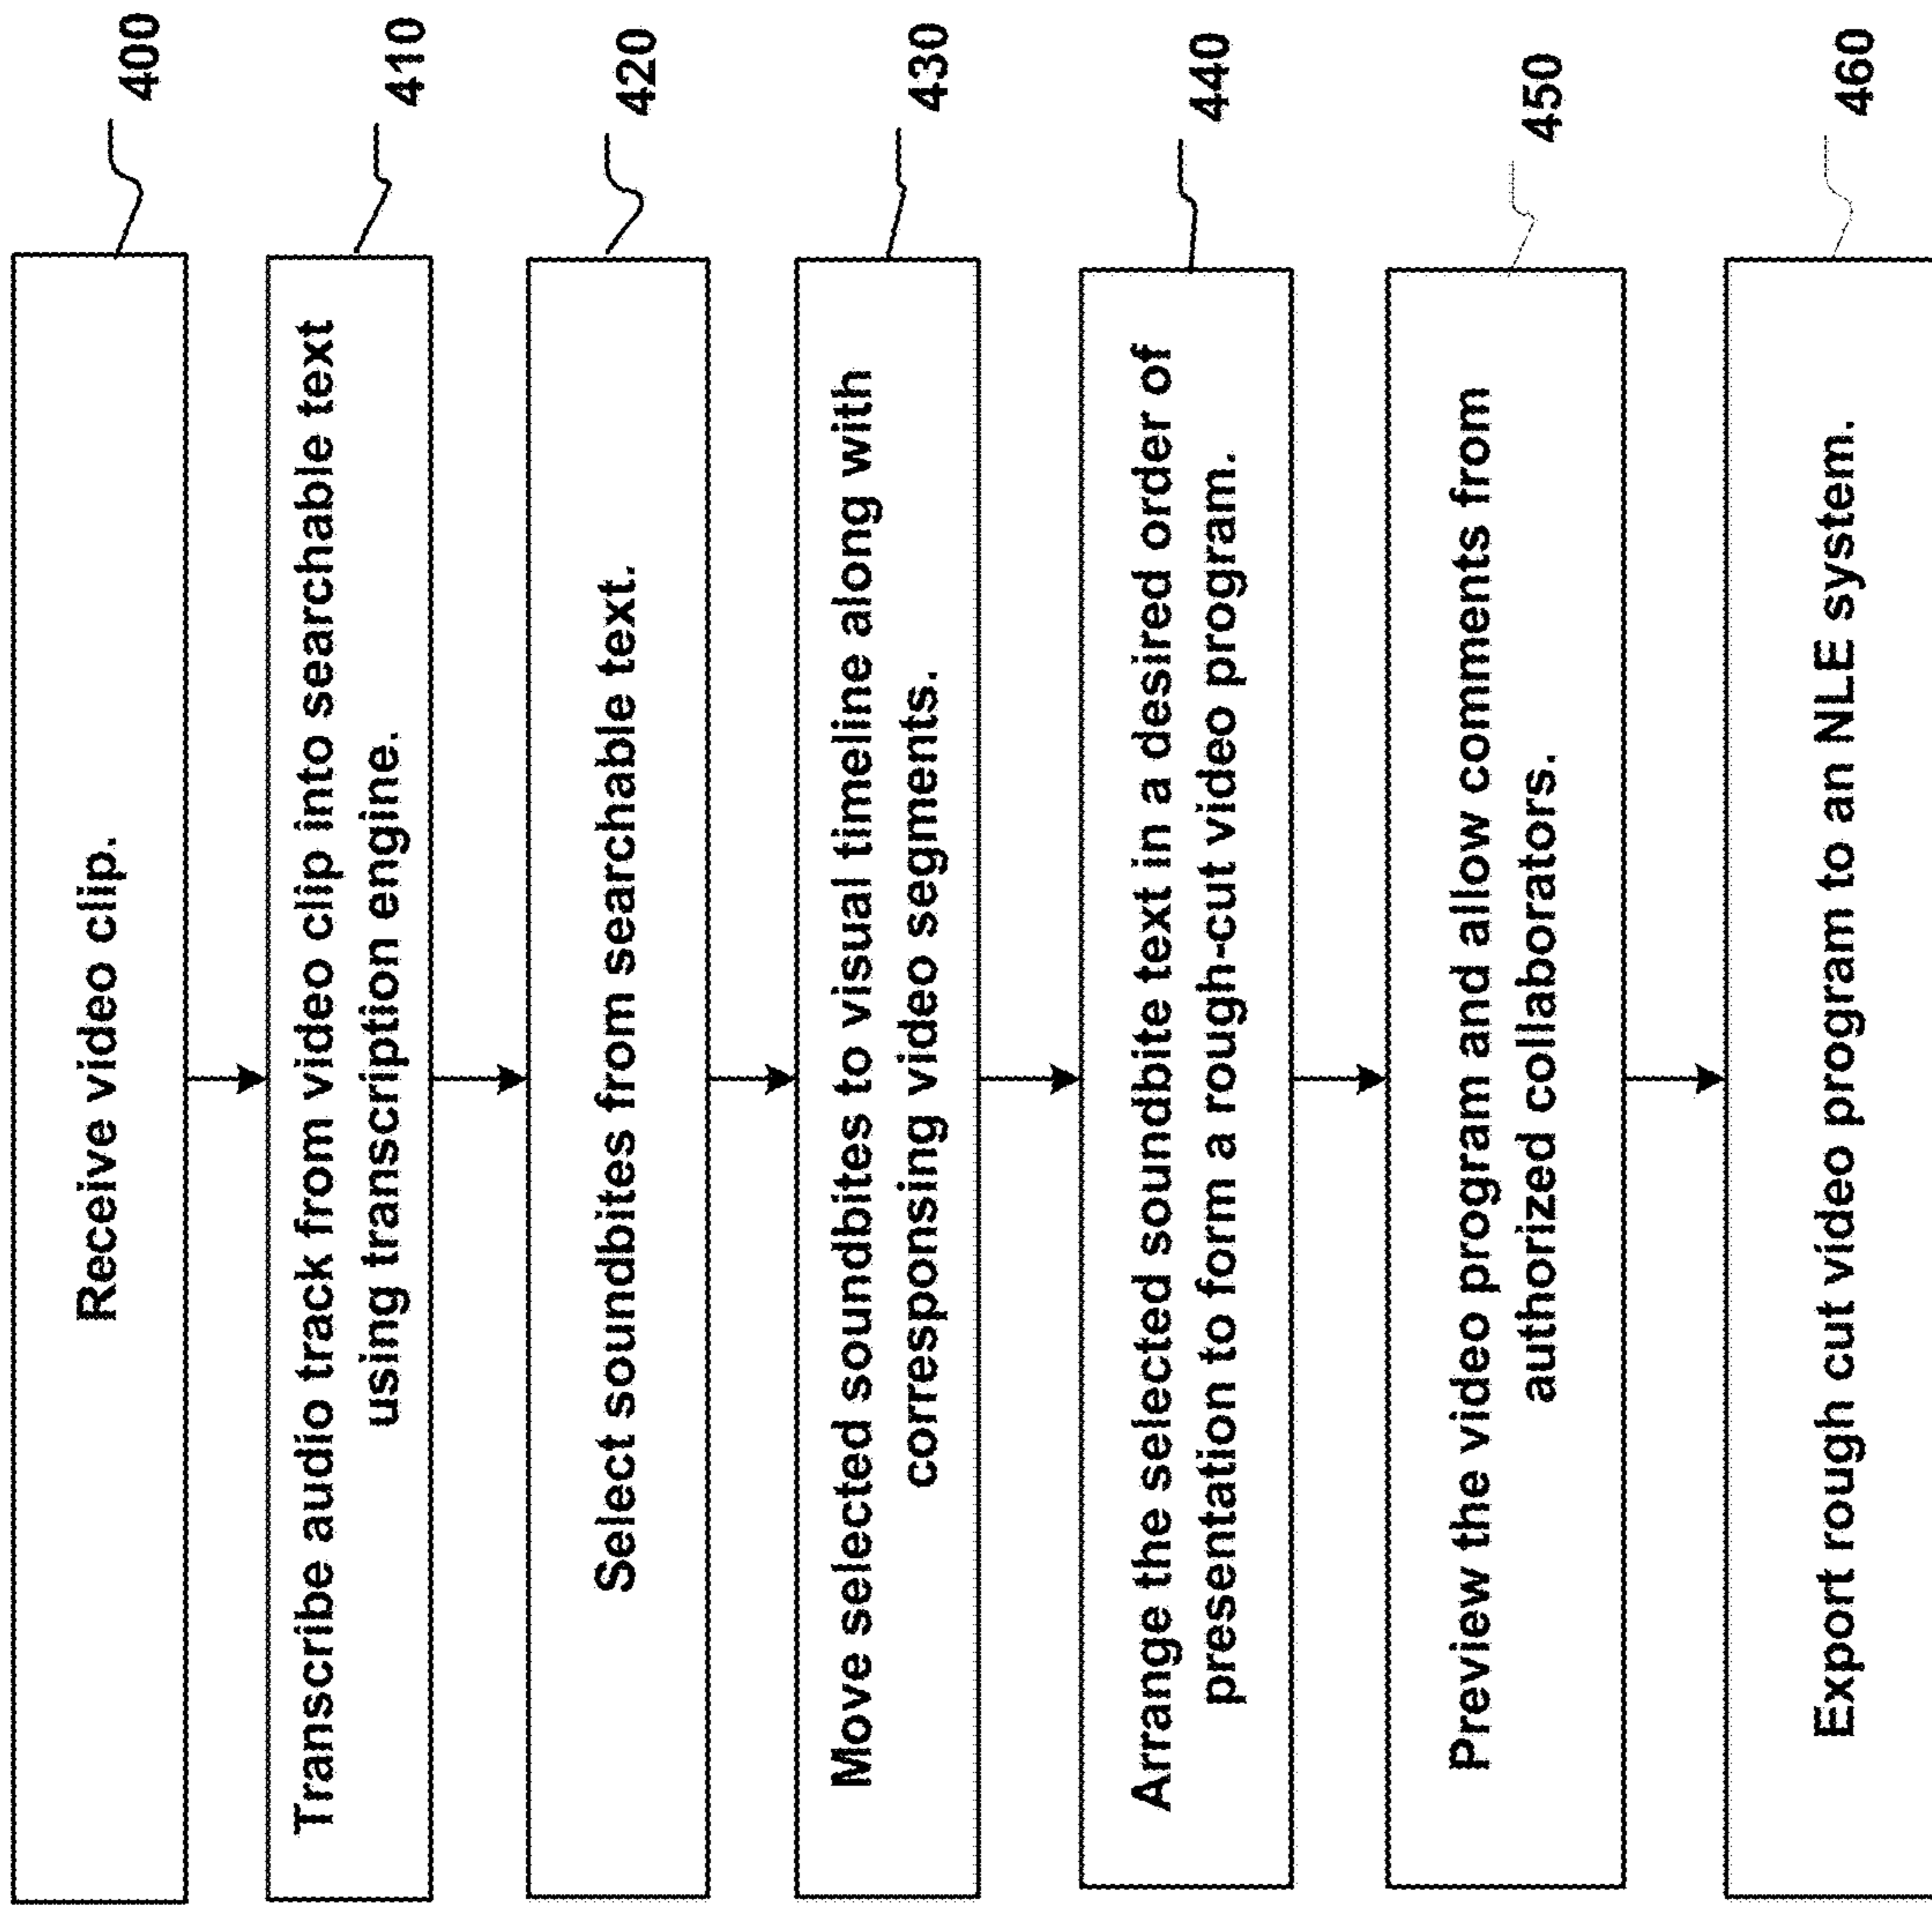 Receive video clip.
400
Transcribe audio track from video clip into searchable text
using transcription engine.
410
Select soundbites from searchable text.
420
Move selected soundbites to visual timeline along with
corresponsing video segments.
430
Arrange the selected soundbite text in a desired order of
presentation to form a rough-cut video program.
440
Preview the video program and allow comments from
authorized collaborators.
450
Export rough cut video program to an NLE system.
460